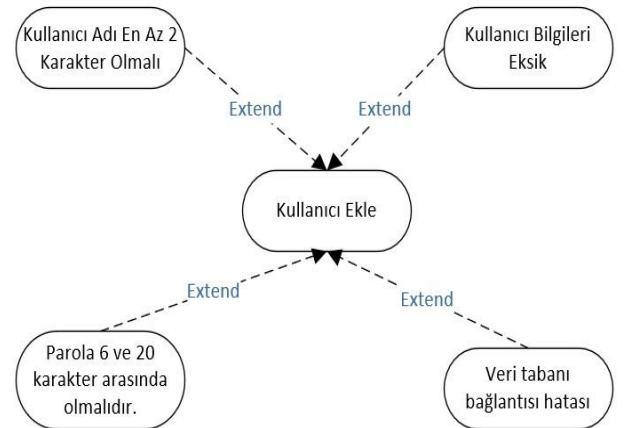 Kullanıcı Adı En Az 2
Karakter Olmalı
Kullanıcı Bilgileri
Eksik
Extend
Extend
Kullanıcı Ekle
Extend
Extend
Parola 6 ve 20
karakter arasında
olmalıdır.
Veri tabanı
bağlantısı hatası